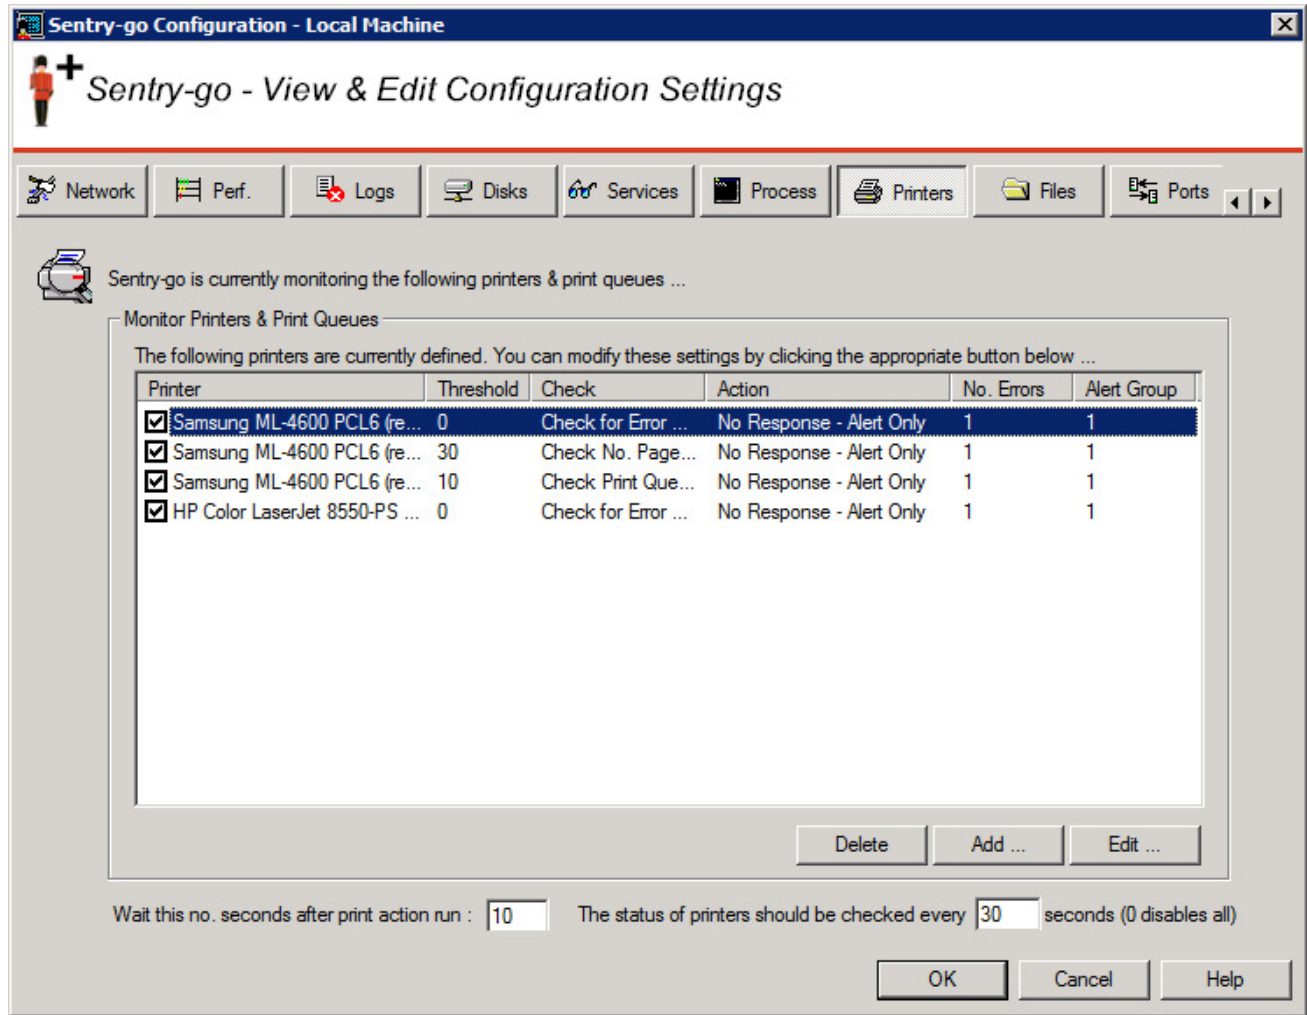 Sentry-go Configuration - Local Machine
Sentry-go - View & Edit Configuration Settings
Network Perf. Logs Disks Services Process Printers Files Ports
Sentry-go is currently monitoring the following printers & print queues ...
Monitor Printers & Print Queues
The following printers are currently defined. You can modify these settings by clicking the appropriate button below ...
Printer Threshold Check Action No. Errors Alert Group
Samsung ML-4600 PCL6 (re... 0 Check for Error ... No Response - Alert Only 1 1
Samsung ML-4600 PCL6 (re... 30 Check No. Page... No Response - Alert Only 1 1
Samsung ML-4600 PCL6 (re... 10 Check Print Que... No Response - Alert Only 1 1
HP Color LaserJet 8550-PS ... 0 Check for Error ... No Response - Alert Only 1 1
Delete Add ... Edit ...
Wait this no. seconds after print action run : 10 The status of printers should be checked every 30 seconds (0 disables all)
OK Cancel Help